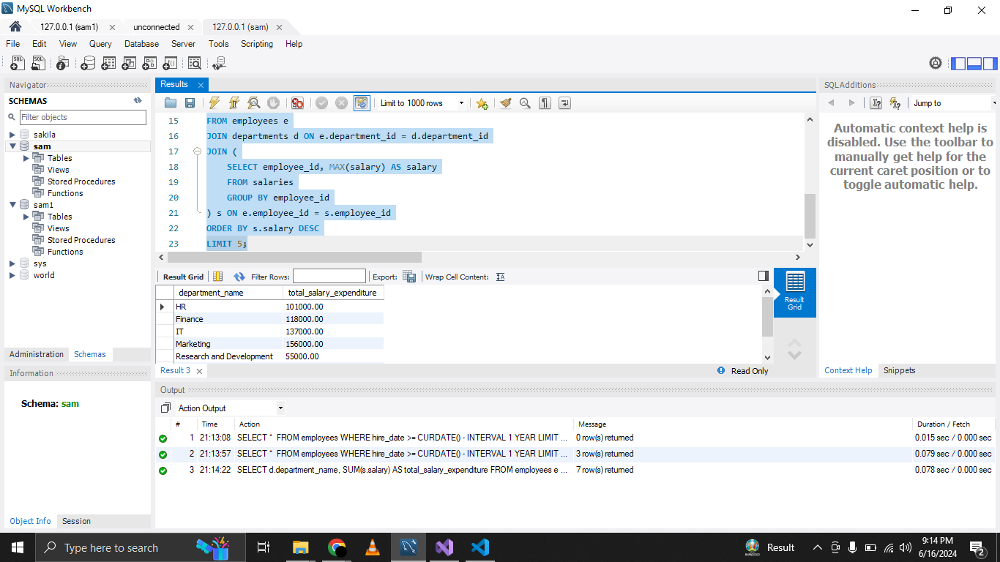 MySQL Workbench
127.0.0.1 (sam1)
unconnected
127.0.0.1 (sam)
File Edit View Query Database Server Tools Scripting Help
Navigator
SCHEMAS
Filter objects
sakila
sam
Tables
Views
Stored Procedures
Functions
sam1
Tables
Views
Stored Procedures
Functions
sys
world
Administration Schemas
Information
Schema: sam
Object Info Session
Results
Limit to 1000 rows
15 FROM employees e
16 JOIN departments d ON e.department_id = d.department_id
17 JOIN (
18 SELECT employee_id, MAX(salary) AS salary
19 FROM salaries
20 GROUP BY employee_id
21 ) s ON e.employee_id = s.employee_id
22 ORDER BY s.salary DESC
23 LIMIT 5;
Result Grid Filter Rows: Export: Wrap Cell Content:
department_name total_salary_expenditure
HR 101000.00
Finance 118000.00
IT 137000.00
Marketing 156000.00
Research and Development 55000.00
Result Grid
Result 3
Read Only
SQLAdditions
Jump to
Automatic context help is
disabled. Use the toolbar to
manually get help for the
current caret position or to
toggle automatic help.
Context Help Snippets
Output
Action Output
# Time Action Message Duration / Fetch
1 21:13:08 SELECT * FROM employees WHERE hire_date >= CURDATE() - INTERVAL 1 YEAR LIMIT ... 0 row(s) returned 0.015 sec / 0.000 sec
2 21:13:57 SELECT * FROM employees WHERE hire_date >= CURDATE() - INTERVAL 1 YEAR LIMIT ... 3 row(s) returned 0.079 sec / 0.000 sec
3 21:14:22 SELECT d.department_name, SUM(s.salary) AS total_salary_expenditure FROM employees e ... 7 row(s) returned 0.078 sec / 0.000 sec
Type here to search
Result
9:14 PM
6/16/2024
2